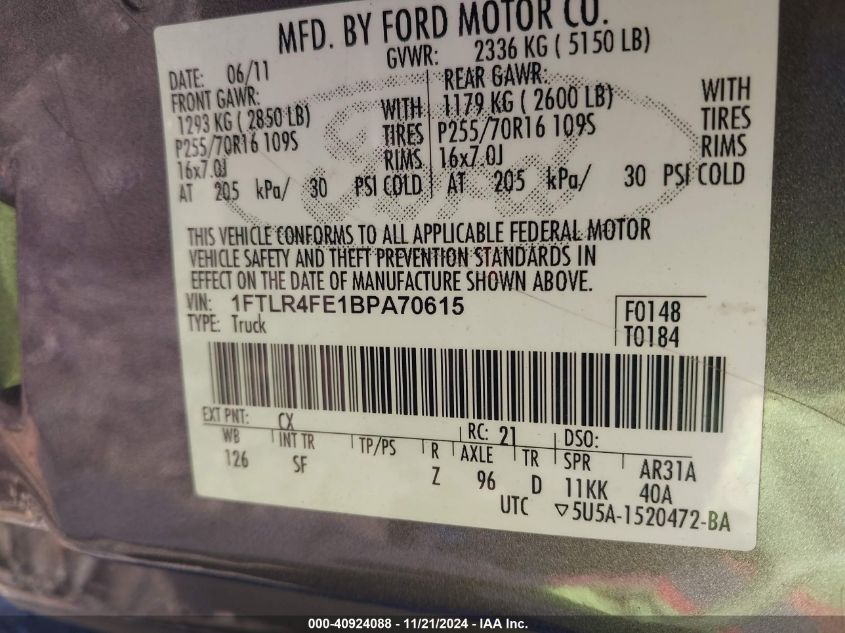 MFD. BY FORD MOTOR CO.
DATE: 06/11 GVWR: 2336 KG ( 5150 LB)
FRONT GAWR: REAR GAWR:
1293 KG ( 2850 LB) WITH 1179 KG ( 2600 LB) WITH
P255/70R16 109S TIRES P255/70R16 109S TIRES
16x7.0J RIMS 16x7.0J RIMS
AT 205 kPa/ 30 PSI COLD AT 205 kPa/ 30 PSI COLD
THIS VEHICLE CONFORMS TO ALL APPLICABLE FEDERAL MOTOR
VEHICLE SAFETY AND THEFT PREVENTION STANDARDS IN
EFFECT ON THE DATE OF MANUFACTURE SHOWN ABOVE.
VIN: 1FTLR4FE1BPA70615 F0148
TYPE: Truck T0184
EXT PNT: CX RC: 21 DSO:
WB INT TR TP/PS R AXLE TR SPR AR31A
126 SF Z 96 D 11KK 40A
UTC ▽5U5A-1520472-BA
000-40924088 - 11/21/2024 - IAA Inc.